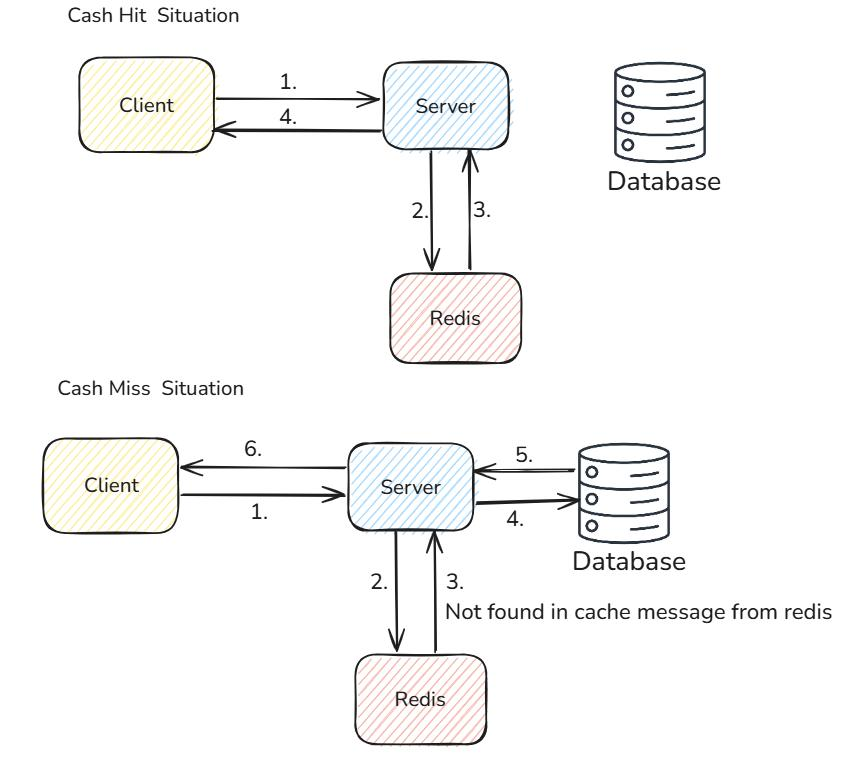 Cash Hit  Situation
Client
1.
4.
Server
Database
2.
3.
Redis
Cash Miss  Situation
Client
6.
1.
Server
5.
4.
Database
2.
3.
Not found in cache message from redis
Redis